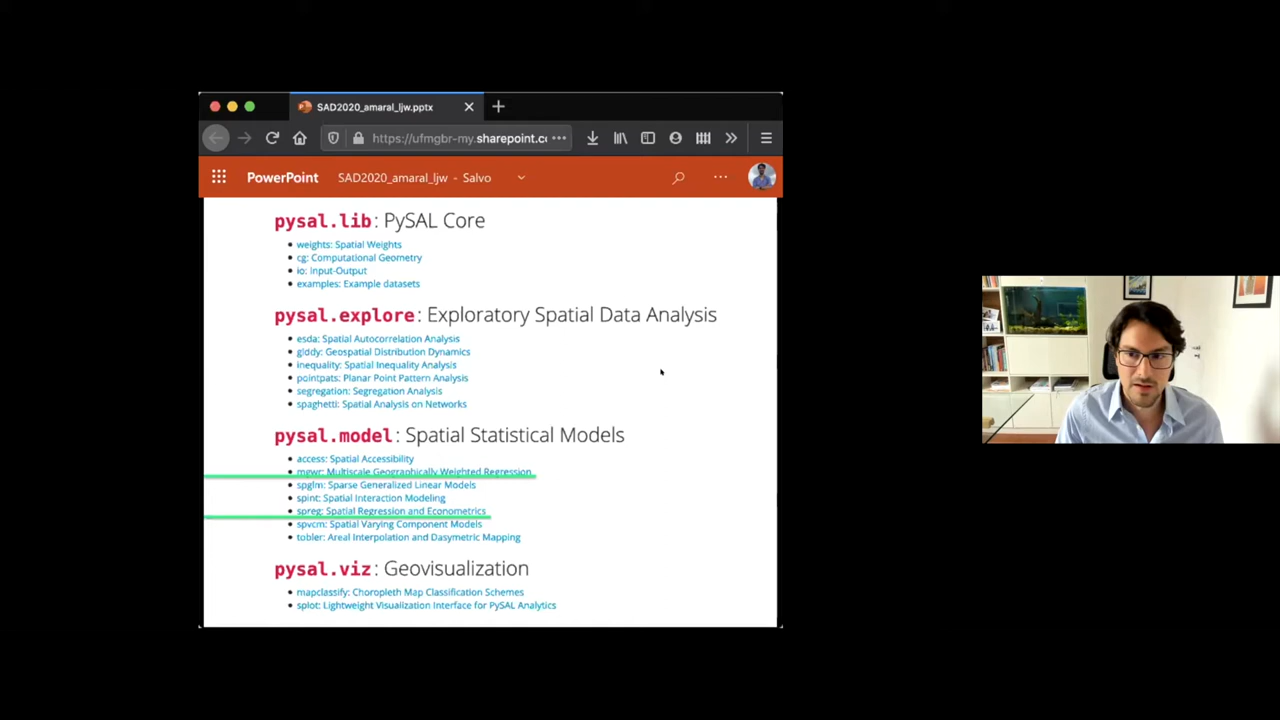 SAD2020_amaral_ljw.pptx
https://ufmgbr-my.sharepoint.cc
PowerPoint SAD2020_amaral_ljw - Salvo
pysal.lib: PySAL Core
weights: Spatial Weights
cg: Computational Geometry
io: Input-Output
examples: Example datasets
pysal.explore: Exploratory Spatial Data Analysis
esda: Spatial Autocorrelation Analysis
giddy: Geospatial Distribution Dynamics
inequality: Spatial Inequality Analysis
pointpats: Planar Point Pattern Analysis
segregation: Segregation Analysis
spaghetti: Spatial Analysis on Networks
pysal.model: Spatial Statistical Models
access: Spatial Accessibility
mgwr: Multiscale Geographically Weighted Regression
spglm: Sparse Generalized Linear Models
spint: Spatial Interaction Modeling
spreg: Spatial Regression and Econometrics
spvcm: Spatial Varying Component Models
tobler: Areal Interpolation and Dasymetric Mapping
pysal.viz: Geovisualization
mapclassify: Choropleth Map Classification Schemes
splot: Lightweight Visualization Interface for PySAL Analytics